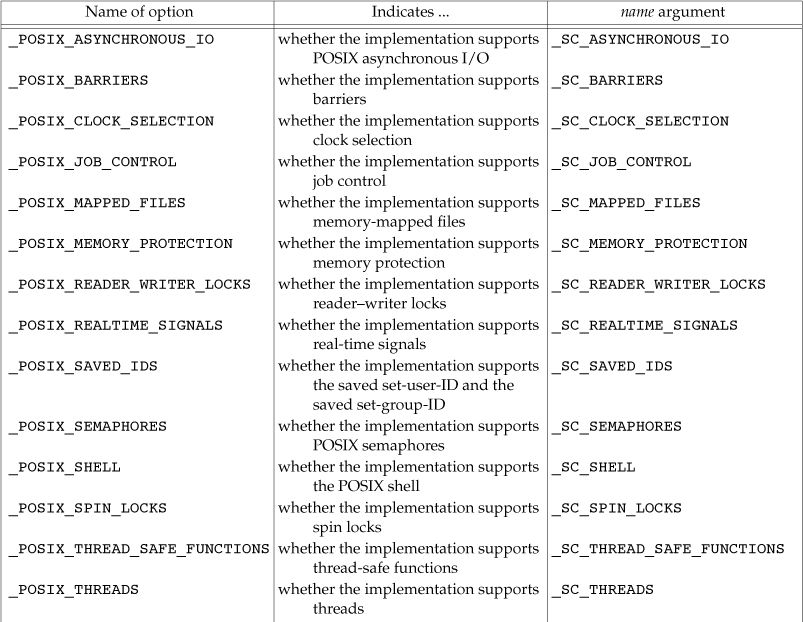 Name of option Indicates ... name argument
_POSIX_ASYNCHRONOUS_IO whether the implementation supports _SC_ASYNCHRONOUS_IO
POSIX asynchronous I/O
_POSIX_BARRIERS whether the implementation supports _SC_BARRIERS
barriers
_POSIX_CLOCK_SELECTION whether the implementation supports _SC_CLOCK_SELECTION
clock selection
_POSIX_JOB_CONTROL whether the implementation supports _SC_JOB_CONTROL
job control
_POSIX_MAPPED_FILES whether the implementation supports _SC_MAPPED_FILES
memory-mapped files
_POSIX_MEMORY_PROTECTION whether the implementation supports _SC_MEMORY_PROTECTION
memory protection
_POSIX_READER_WRITER_LOCKS whether the implementation supports _SC_READER_WRITER_LOCKS
reader–writer locks
_POSIX_REALTIME_SIGNALS whether the implementation supports _SC_REALTIME_SIGNALS
real-time signals
_POSIX_SAVED_IDS whether the implementation supports _SC_SAVED_IDS
the saved set-user-ID and the
saved set-group-ID
_POSIX_SEMAPHORES whether the implementation supports _SC_SEMAPHORES
POSIX semaphores
_POSIX_SHELL whether the implementation supports _SC_SHELL
the POSIX shell
_POSIX_SPIN_LOCKS whether the implementation supports _SC_SPIN_LOCKS
spin locks
_POSIX_THREAD_SAFE_FUNCTIONS whether the implementation supports _SC_THREAD_SAFE_FUNCTIONS
thread-safe functions
_POSIX_THREADS whether the implementation supports _SC_THREADS
threads